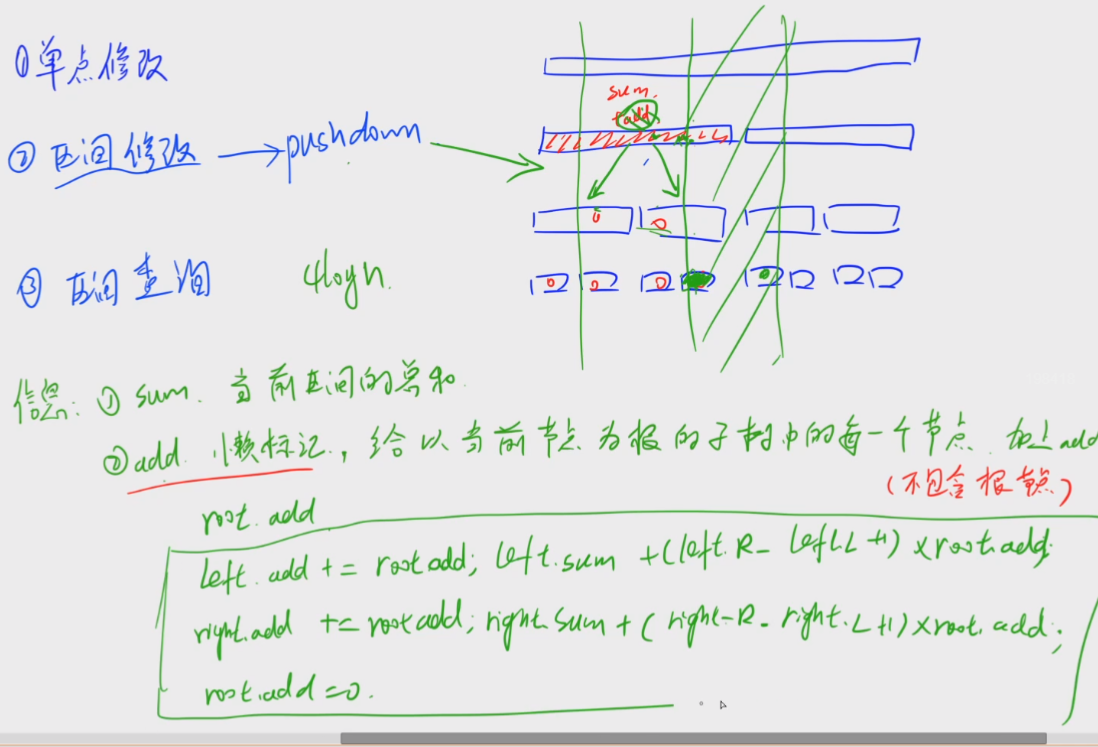 ①单点修改
sum.
add
②区间修改 → pushdown
③区间查询 4logn.
信息: ① sum. 当前区间的总和.
②add. 懒标记, 给以当前节点为根的子树中的每一个节点 加上add
(不包含根节点)
root.add
left.add += root.add; left.sum +(left.R- left.L+1)×root.add;
right.add += root.add; right.sum + ( right-R- right.L+1)×root.add;
root.add=0.